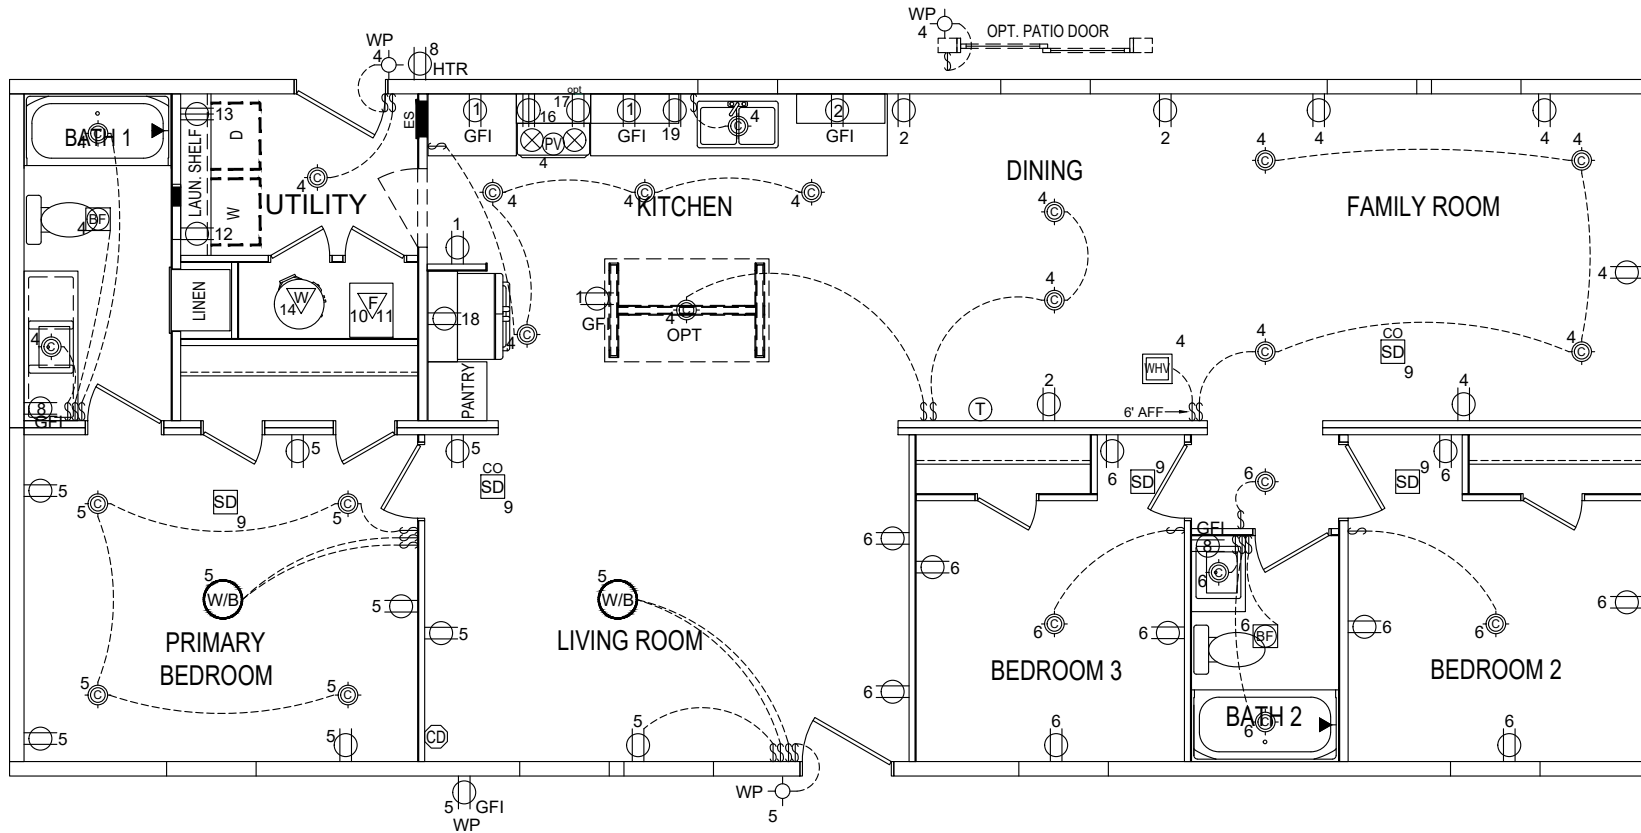 WP
4
OPT. PATIO DOOR
WP
4
8
HTR
BATH 1
4
13
D
LAUN. SHELF
W
12
4
UTILITY
ES
1
GFI
opt
17
16
PV
4
1
GFI
19
4
2
GFI
2
2
4
4
BF
4
4
4
4
KITCHEN
DINING
4
4
4
FAMILY ROOM
1
LINEN
W
14
F
10
11
18
4
1
GFI
4
OPT
4
4
4
4
4
WHV
CO
SD
9
4
8
GFI
PANTRY
T
2
6' AFF
4
5
5
5
SD
9
5
5
CO
SD
9
6
SD
9
6
SD
9
6
6
6
GFI
8
6
5
W/B
5
PRIMARY
BEDROOM
5
5
W/B
LIVING ROOM
6
BEDROOM 3
6
6
BF
6
6
BEDROOM 2
6
5
5
5
5
CD
5
6
6
BATH 2
6
6
5
GFI
WP
WP
5